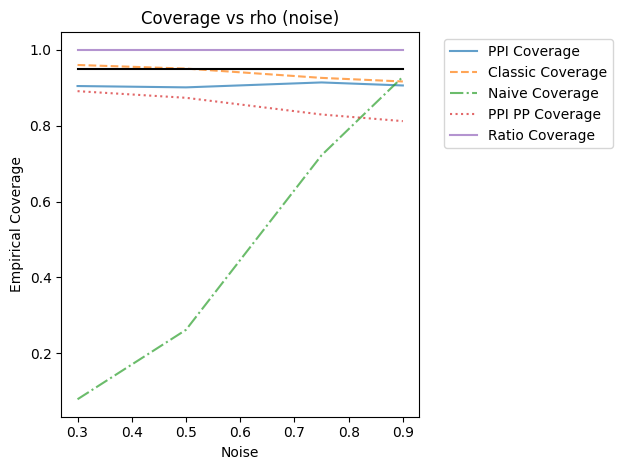 Coverage vs rho (noise)
1.0
0.8
0.6
0.4
0.2
Empirical Coverage
0.3
0.4
0.5
0.6
0.7
0.8
0.9
Noise
PPI Coverage
Classic Coverage
Naive Coverage
PPI PP Coverage
Ratio Coverage